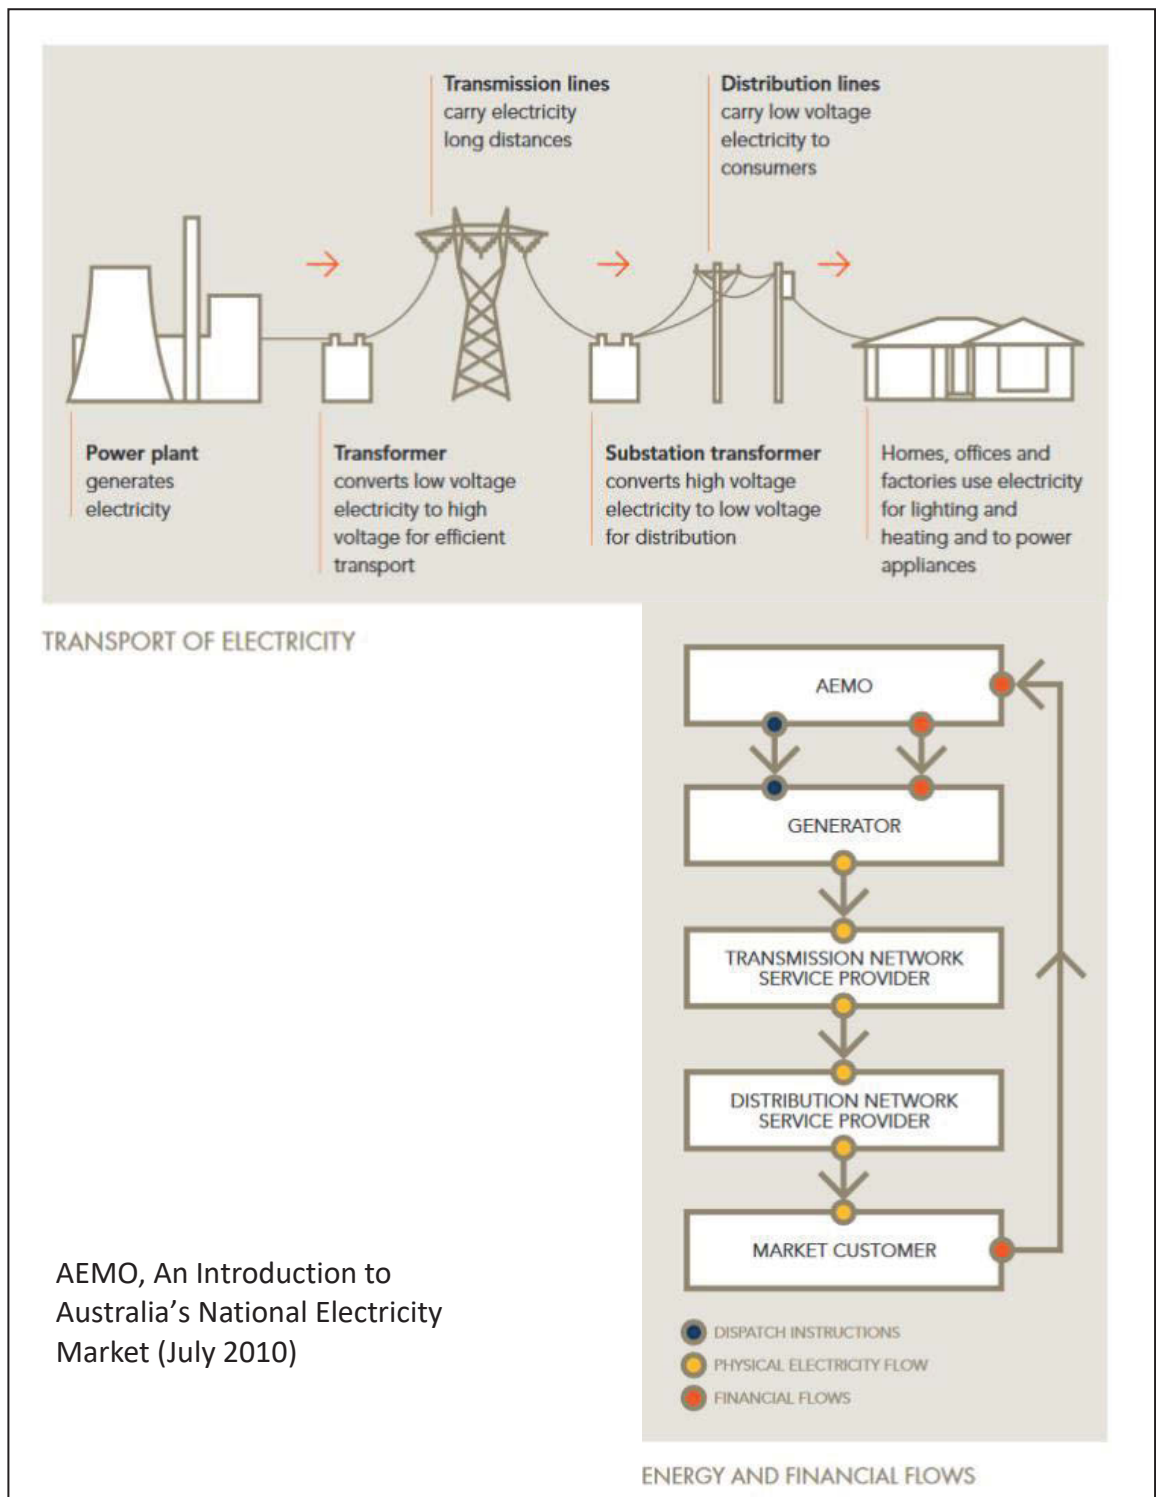 Transmission lines
carry electricity
long distances
Distribution lines
carry low voltage
electricity to
consumers
Power plant
generates
electricity
Transformer
converts low voltage
electricity to high
voltage for efficient
transport
Substation transformer
converts high voltage
electricity to low voltage
for distribution
Homes, offices and
factories use electricity
for lighting and
heating and to power
appliances
TRANSPORT OF ELECTRICITY
AEMO
GENERATOR
TRANSMISSION NETWORK
SERVICE PROVIDER
DISTRIBUTION NETWORK
SERVICE PROVIDER
MARKET CUSTOMER
DISPATCH INSTRUCTIONS
PHYSICAL ELECTRICITY FLOW
FINANCIAL FLOWS
ENERGY AND FINANCIAL FLOWS
AEMO, An Introduction to
Australia’s National Electricity
Market (July 2010)